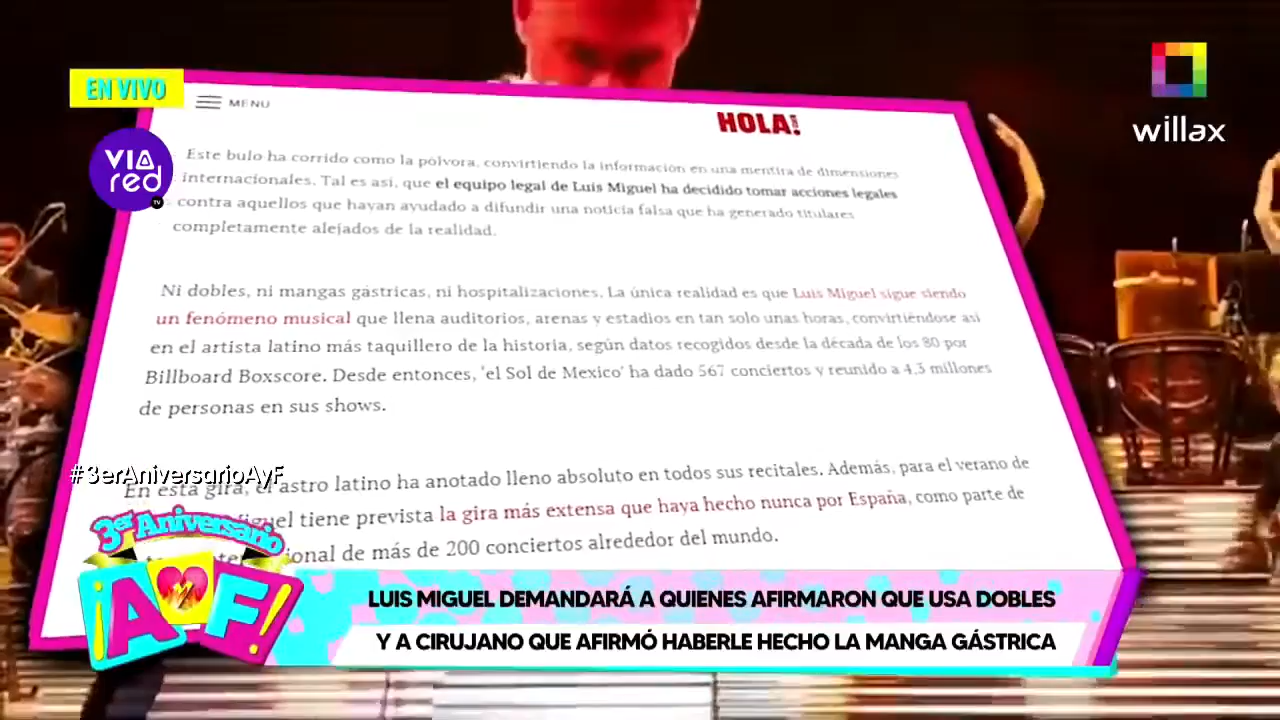 EN VIVO
MENU
HOLA!
willax
VIA
red
TV
Este bulo ha corrido como la pólvora, convirtiendo la información en una mentira de dimensiones
internacionales. Tal es así, que el equipo legal de Luis Miguel ha decidido tomar acciones legales
contra aquellos que hayan ayudado a difundir una noticia falsa que ha generado titulares
completamente alejados de la realidad.
Ni dobles, ni mangas gástricas, ni hospitalizaciones. La única realidad es que Luis Miguel sigue siendo
un fenómeno musical que llena auditorios, arenas y estadios en tan solo unas horas, convirtiéndose así
en el artista latino más taquillero de la historia, según datos recogidos desde la década de los 80 por
Billboard Boxscore. Desde entonces, 'el Sol de Mexico' ha dado 567 conciertos y reunido a 4,3 millones
de personas en sus shows.
#3erAniversarioAyF
En esta gira, el astro latino ha anotado lleno absoluto en todos sus recitales. Además, para el verano de
tiene prevista la gira más extensa que haya hecho nunca por España, como parte de
de más de 200 conciertos alrededor del mundo.
3er Aniversario
¡A F!
LUIS MIGUEL DEMANDARÁ A QUIENES AFIRMARON QUE USA DOBLES
Y A CIRUJANO QUE AFIRMÓ HABERLE HECHO LA MANGA GÁSTRICA